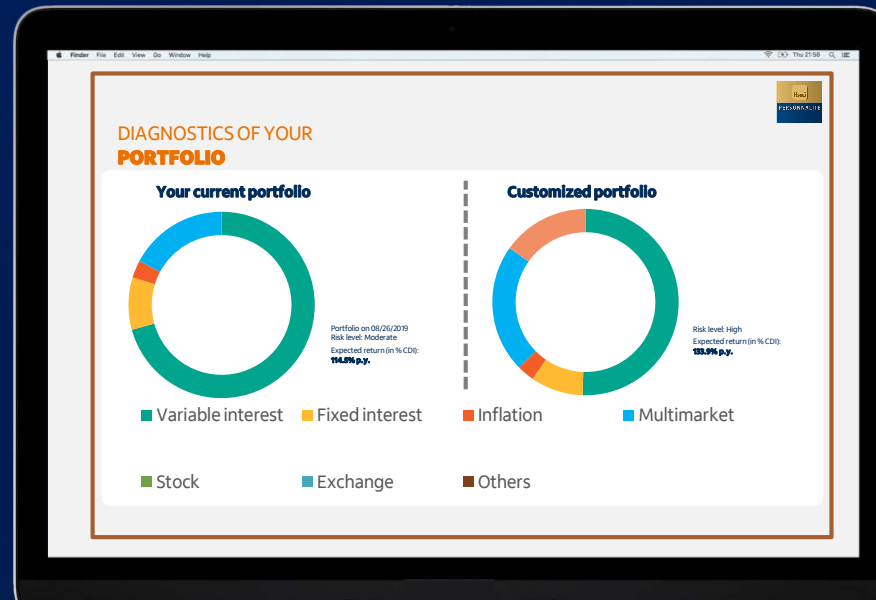 Finder File Edit View Go Window Help
Thu 21:58
Itaú
PERSONNALITÉ
DIAGNOSTICS OF YOUR
PORTFOLIO
Your current portfolio
Customized portfolio
Portfolio on 08/26/2019
Risk level: Moderate
Expected return (in % CDI):
114.5% p.y.
Risk level: High
Expected return (in % CDI):
133.9% p.y.
Variable interest
Fixed interest
Inflation
Multimarket
Stock
Exchange
Others